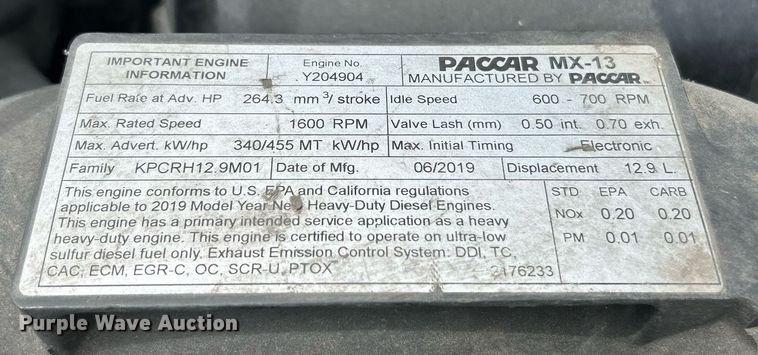 IMPORTANT ENGINE INFORMATION
Engine No. Y204904
PACCAR MX-13
MANUFACTURED BY PACCAR INC
Fuel Rate at Adv. HP 264.3 mm³/ stroke Idle Speed 600 - 700 RPM
Max. Rated Speed 1600 RPM Valve Lash (mm) 0.50 int. 0.70 exh.
Max. Advert. kW/hp 340/455 MT kW/hp Max. Initial Timing Electronic
Family KPCRH12.9M01 Date of Mfg. 06/2019 Displacement 12.9 L.
This engine conforms to U.S. EPA and California regulations
applicable to 2019 Model Year New Heavy-Duty Diesel Engines.
This engine has a primary intended service application as a heavy
heavy-duty engine. This engine is certified to operate on ultra-low
sulfur diesel fuel only. Exhaust Emission Control System: DDI, TC,
CAC, ECM, EGR-C, OC, SCR-U, PTOX
2176233
STD EPA CARB
NOx 0.20 0.20
PM 0.01 0.01
Purple Wave Auction